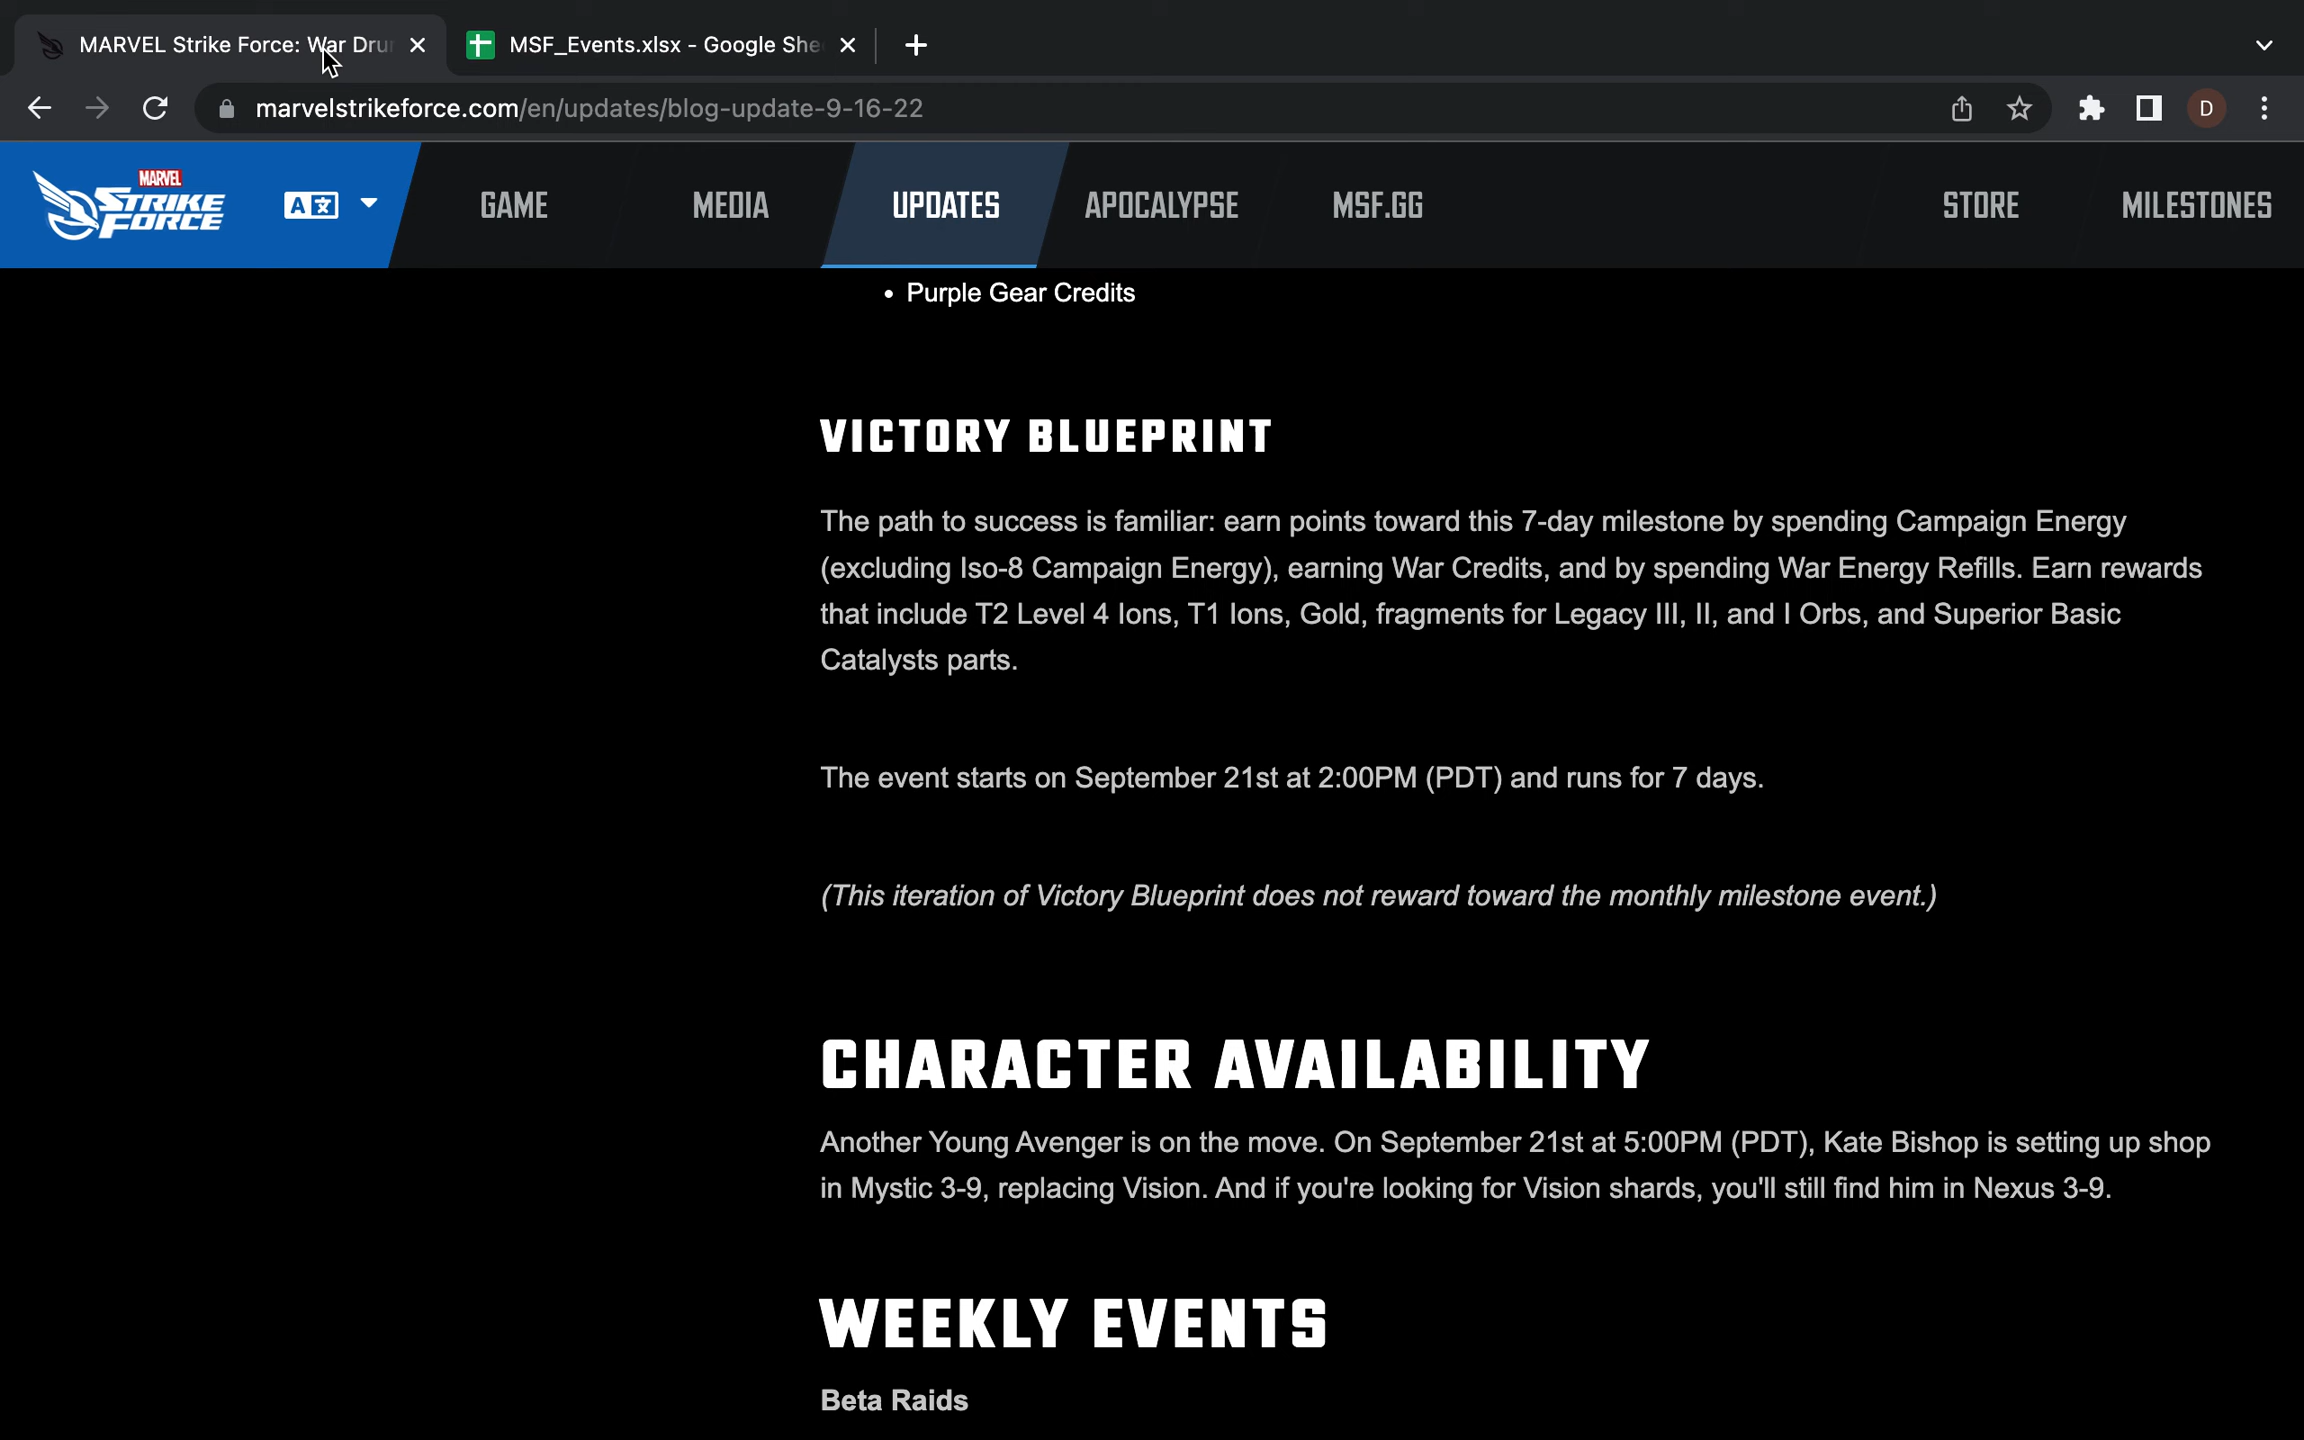 MARVEL Strike Force: War Dru
MSF_Events.xlsx - Google She
marvelstrikeforce.com/en/updates/blog-update-9-16-22
D
MARVEL
STRIKE
FORCE
A文
GAME
MEDIA
UPDATES
APOCALYPSE
MSF.GG
STORE
MILESTONES
• Purple Gear Credits
VICTORY BLUEPRINT
The path to success is familiar: earn points toward this 7-day milestone by spending Campaign Energy
(excluding Iso-8 Campaign Energy), earning War Credits, and by spending War Energy Refills. Earn rewards
that include T2 Level 4 Ions, T1 Ions, Gold, fragments for Legacy III, II, and I Orbs, and Superior Basic
Catalysts parts.
The event starts on September 21st at 2:00PM (PDT) and runs for 7 days.
(This iteration of Victory Blueprint does not reward toward the monthly milestone event.)
CHARACTER AVAILABILITY
Another Young Avenger is on the move. On September 21st at 5:00PM (PDT), Kate Bishop is setting up shop
in Mystic 3-9, replacing Vision. And if you're looking for Vision shards, you'll still find him in Nexus 3-9.
WEEKLY EVENTS
Beta Raids